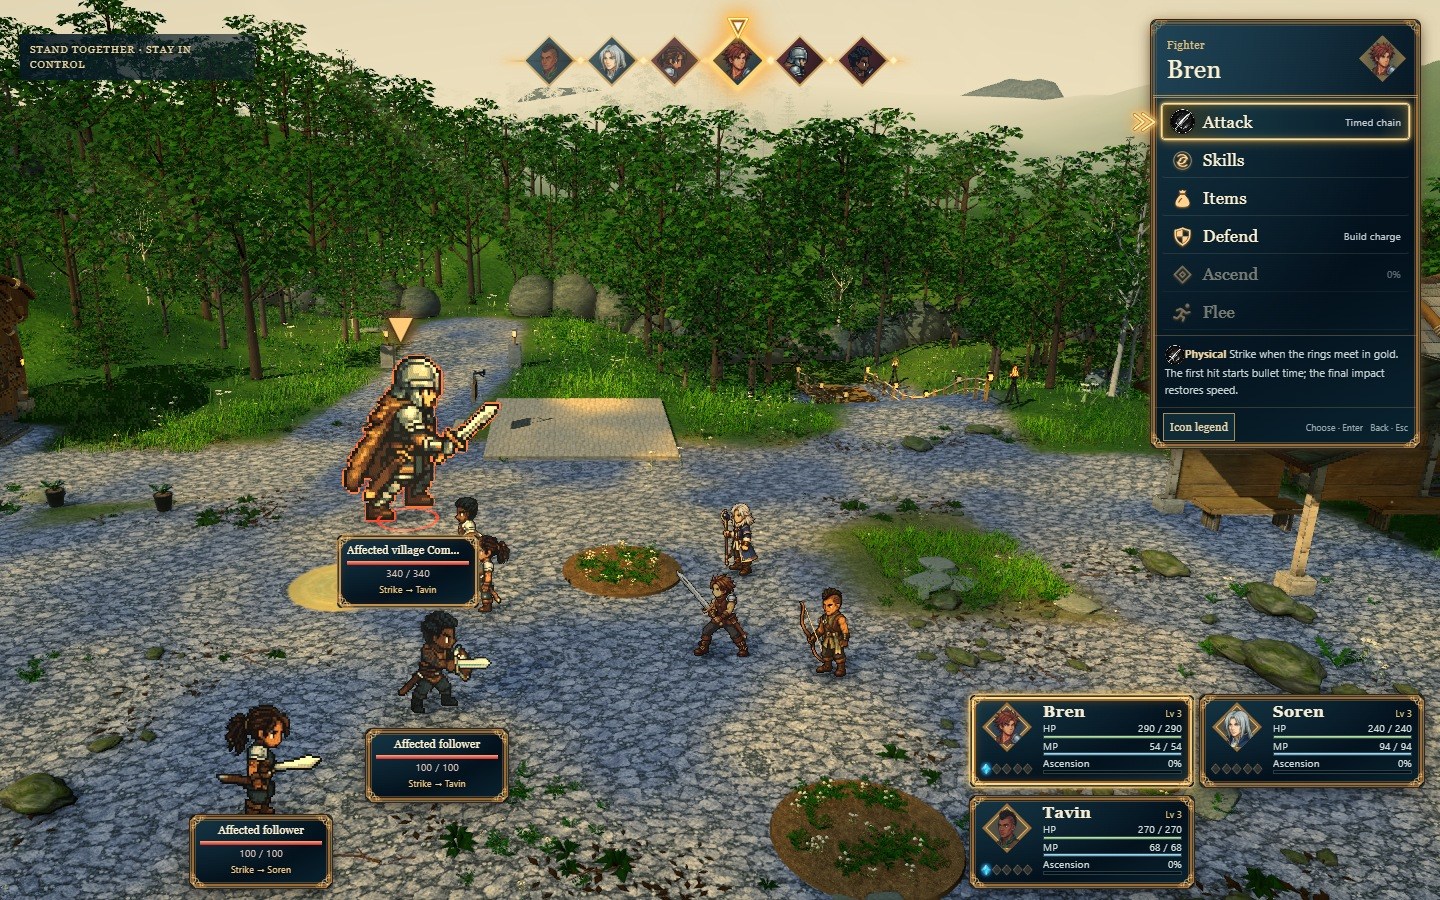 STAND TOGETHER · STAY IN
CONTROL
Fighter
Bren
Attack
Timed chain
Skills
Items
Defend
Build charge
Ascend
0%
Flee
Physical Strike when the rings meet in gold.
The first hit starts bullet time; the final impact
restores speed.
Icon legend
Choose · Enter Back · Esc
Affected village Com...
340 / 340
Strike → Tavin
Affected follower
100 / 100
Strike → Tavin
Affected follower
100 / 100
Strike → Soren
Bren
Lv 3
HP
290 / 290
MP
54 / 54
Ascension
0%
Soren
Lv 3
HP
240 / 240
MP
94 / 94
Ascension
0%
Tavin
Lv 3
HP
270 / 270
MP
68 / 68
Ascension
0%